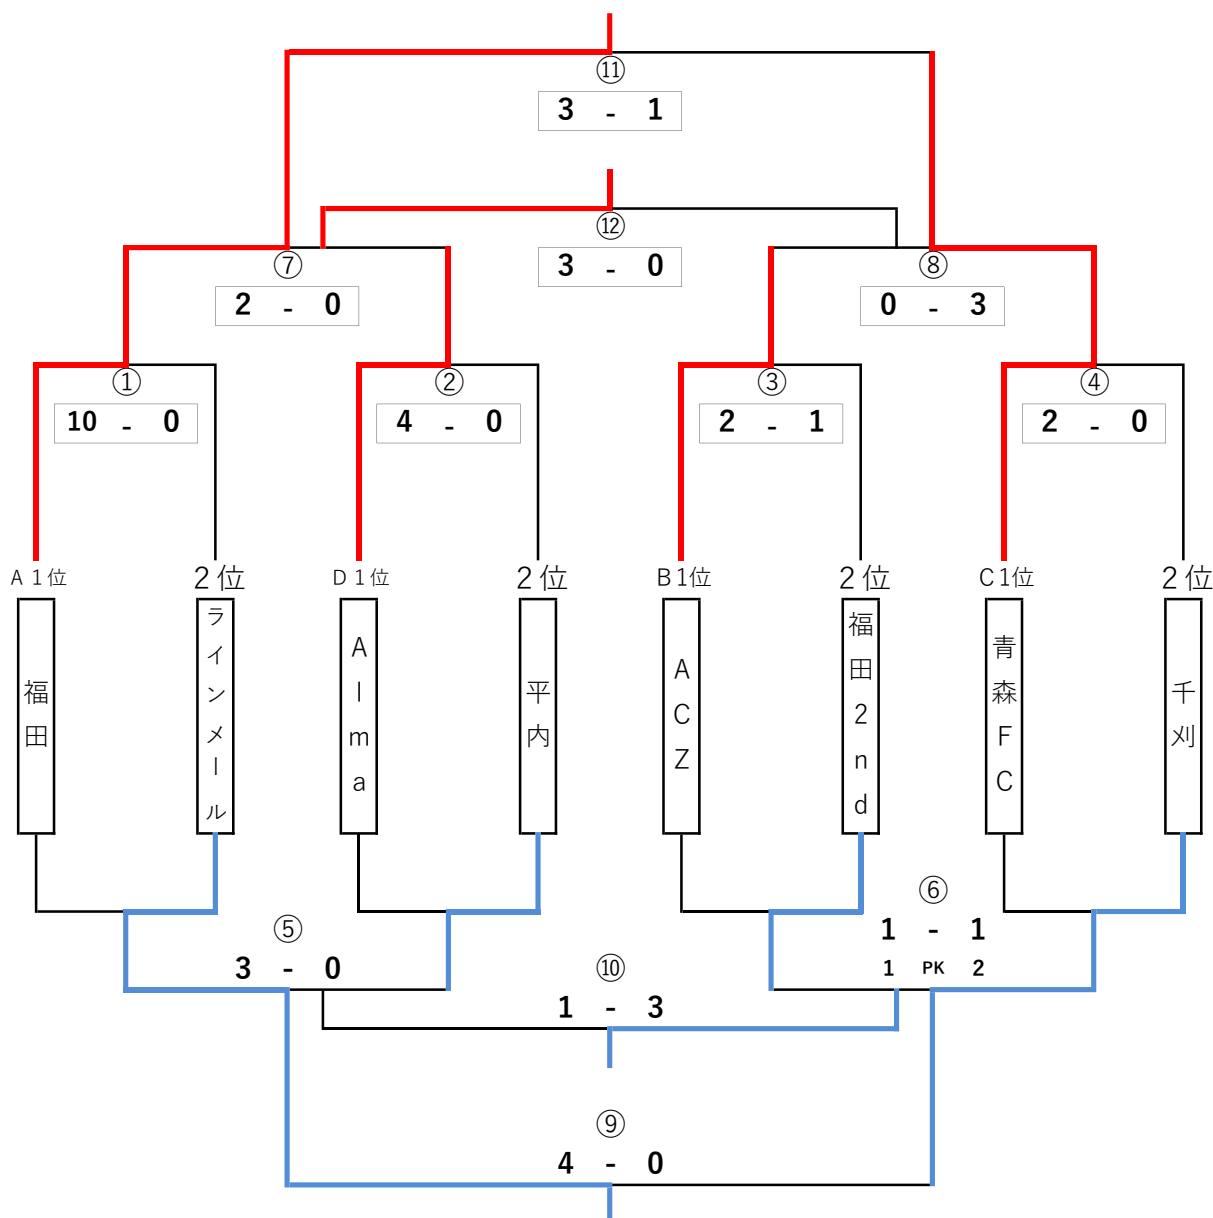 ⑪
3 - 1
⑫
3 - 0
⑦
2 - 0
⑧
0 - 3
①
10 - 0
②
4 - 0
③
2 - 1
④
2 - 0
A１位
2位
D１位
2位
B1位
2位
C1位
2位
福田
ラインメール
Alma
平内
ACZ
福田2nd
青森FC
千刈
⑤
3 - 0
⑥
1 - 1
1 PK 2
⑩
1 - 3
⑨
4 - 0